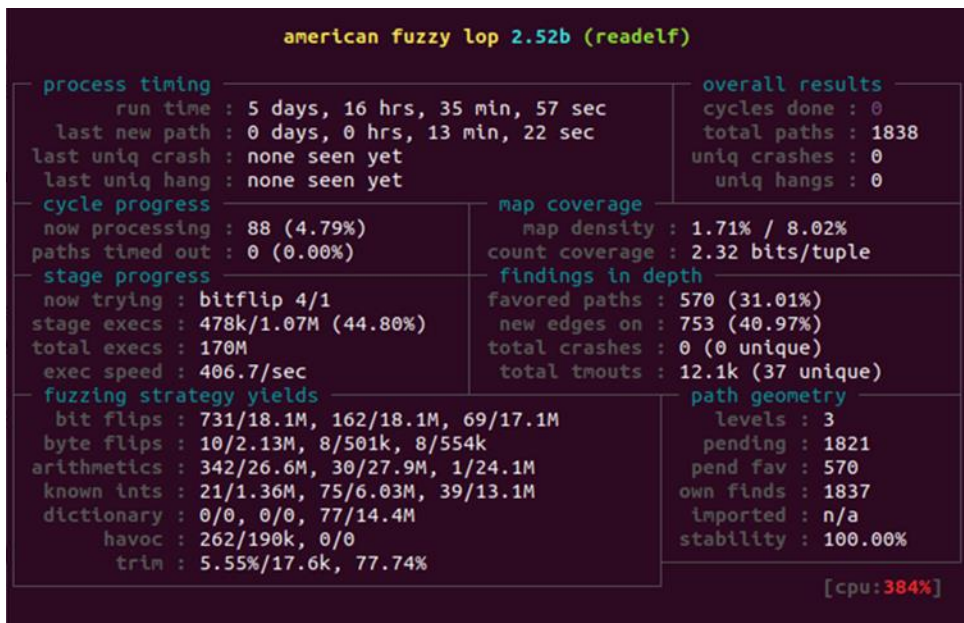 american fuzzy lop 2.52b (readelf)
process timing
run time : 5 days, 16 hrs, 35 min, 57 sec
last new path : 0 days, 0 hrs, 13 min, 22 sec
last uniq crash : none seen yet
last uniq hang : none seen yet
overall results
cycles done : 0
total paths : 1838
uniq crashes : 0
uniq hangs : 0
cycle progress
now processing : 88 (4.79%)
paths timed out : 0 (0.00%)
map coverage
map density : 1.71% / 8.02%
count coverage : 2.32 bits/tuple
stage progress
now trying : bitflip 4/1
stage execs : 478k/1.07M (44.80%)
total execs : 170M
exec speed : 406.7/sec
findings in depth
favored paths : 570 (31.01%)
new edges on : 753 (40.97%)
total crashes : 0 (0 unique)
total tmouts : 12.1k (37 unique)
fuzzing strategy yields
bit flips : 731/18.1M, 162/18.1M, 69/17.1M
byte flips : 10/2.13M, 8/501k, 8/554k
arithmetics : 342/26.6M, 30/27.9M, 1/24.1M
known ints : 21/1.36M, 75/6.03M, 39/13.1M
dictionary : 0/0, 0/0, 77/14.4M
havoc : 262/190k, 0/0
trim : 5.55%/17.6k, 77.74%
path geometry
levels : 3
pending : 1821
pend fav : 570
own finds : 1837
imported : n/a
stability : 100.00%
[cpu:384%]